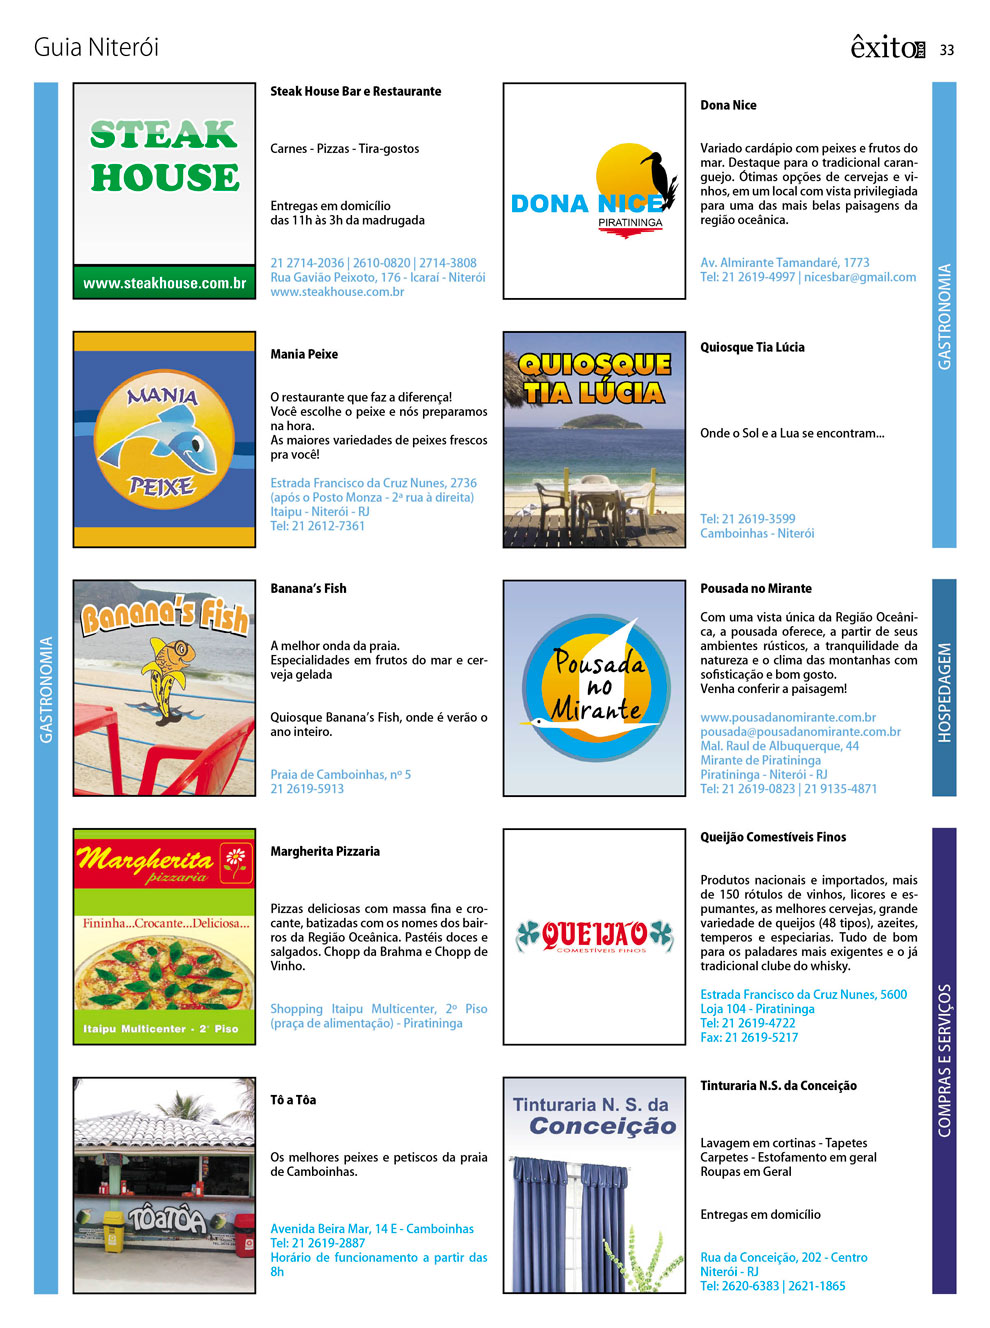 Guia Niterói
êxito RIO 33
GASTRONOMIA
STEAK
HOUSE
www.steakhouse.com.br
Steak House Bar e Restaurante
Carnes - Pizzas - Tira-gostos
Entregas em domicílio
das 11h às 3h da madrugada
21 2714-2036 | 2610-0820 | 2714-3808
Rua Gavião Peixoto, 176 - Icaraí - Niterói
www.steakhouse.com.br
MANIA
PEIXE
Mania Peixe
O restaurante que faz a diferença!
Você escolhe o peixe e nós preparamos
na hora.
As maiores variedades de peixes frescos
pra você!
Estrada Francisco da Cruz Nunes, 2736
(após o Posto Monza - 2ª rua à direita)
Itaipu - Niterói - RJ
Tel: 21 2612-7361
Banana's Fish
Banana's Fish
A melhor onda da praia.
Especialidades em frutos do mar e cer-
veja gelada
Quiosque Banana's Fish, onde é verão o
ano inteiro.
Praia de Camboinhas, nº 5
21 2619-5913
Margherita
pizzaria
Fininha...Crocante...Deliciosa...
Itaipu Multicenter - 2° Piso
Margherita Pizzaria
Pizzas deliciosas com massa fina e cro-
cante, batizadas com os nomes dos bair-
ros da Região Oceânica. Pastéis doces e
salgados. Chopp da Brahma e Chopp de
Vinho.
Shopping Itaipu Multicenter, 2º Piso
(praça de alimentação) - Piratininga
TÔaTÔA
Tô a Tôa
Os melhores peixes e petiscos da praia
de Camboinhas.
Avenida Beira Mar, 14 E - Camboinhas
Tel: 21 2619-2887
Horário de funcionamento a partir das
8h
DONA NICE
PIRATININGA
Dona Nice
Variado cardápio com peixes e frutos do
mar. Destaque para o tradicional caran-
guejo. Ótimas opções de cervejas e vi-
nhos, em um local com vista privilegiada
para uma das mais belas paisagens da
região oceânica.
Av. Almirante Tamandaré, 1773
Tel: 21 2619-4997 | nicesbar@gmail.com
QUIOSQUE
TIA LÚCIA
Quiosque Tia Lúcia
Onde o Sol e a Lua se encontram...
Tel: 21 2619-3599
Camboinhas - Niterói
GASTRONOMIA
Pousada
no
Mirante
Pousada no Mirante
Com uma vista única da Região Oceâni-
ca, a pousada oferece, a partir de seus
ambientes rústicos, a tranquilidade da
natureza e o clima das montanhas com
sofisticação e bom gosto.
Venha conferir a paisagem!
www.pousadanomirante.com.br
pousada@pousadanomirante.com.br
Mal. Raul de Albuquerque, 44
Mirante de Piratininga
Piratininga - Niterói - RJ
Tel: 21 2619-0823 | 21 9135-4871
HOSPEDAGEM
QUEIJÃO
COMESTÍVEIS FINOS
Queijão Comestíveis Finos
Produtos nacionais e importados, mais
de 150 rótulos de vinhos, licores e es-
pumantes, as melhores cervejas, grande
variedade de queijos (48 tipos), azeites,
temperos e especiarias. Tudo de bom
para os paladares mais exigentes e o já
tradicional clube do whisky.
Estrada Francisco da Cruz Nunes, 5600
Loja 104 - Piratininga
Tel: 21 2619-4722
Fax: 21 2619-5217
Tinturaria N. S. da
Conceição
Tinturaria N.S. da Conceição
Lavagem em cortinas - Tapetes
Carpetes - Estofamento em geral
Roupas em Geral
Entregas em domicílio
Rua da Conceição, 202 - Centro
Niterói - RJ
Tel: 2620-6383 | 2621-1865
COMPRAS E SERVIÇOS